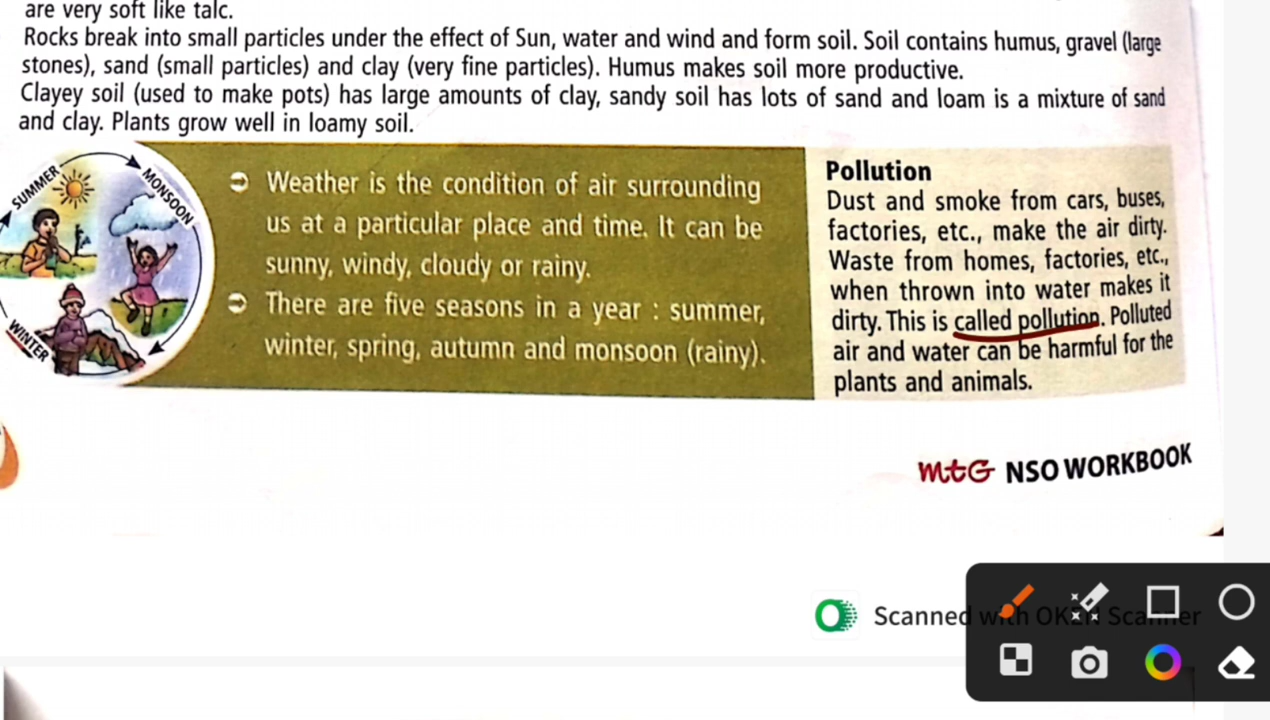 are very soft like talc.
Rocks break into small particles under the effect of Sun, water and wind and form soil. Soil contains humus, gravel (large
stones), sand (small particles) and clay (very fine particles). Humus makes soil more productive.
Clayey soil (used to make pots) has large amounts of clay, sandy soil has lots of sand and loam is a mixture of sand
and clay. Plants grow well in loamy soil.
SUMMER
MONSOON
WINTER
➲ Weather is the condition of air surrounding
us at a particular place and time. It can be
sunny, windy, cloudy or rainy.
➲ There are five seasons in a year : summer,
winter, spring, autumn and monsoon (rainy).
Pollution
Dust and smoke from cars, buses,
factories, etc., make the air dirty.
Waste from homes, factories, etc.,
when thrown into water makes it
dirty. This is called pollution. Polluted
air and water can be harmful for the
plants and animals.
mtG NSO WORKBOOK
Scanned with OKEN Scanner